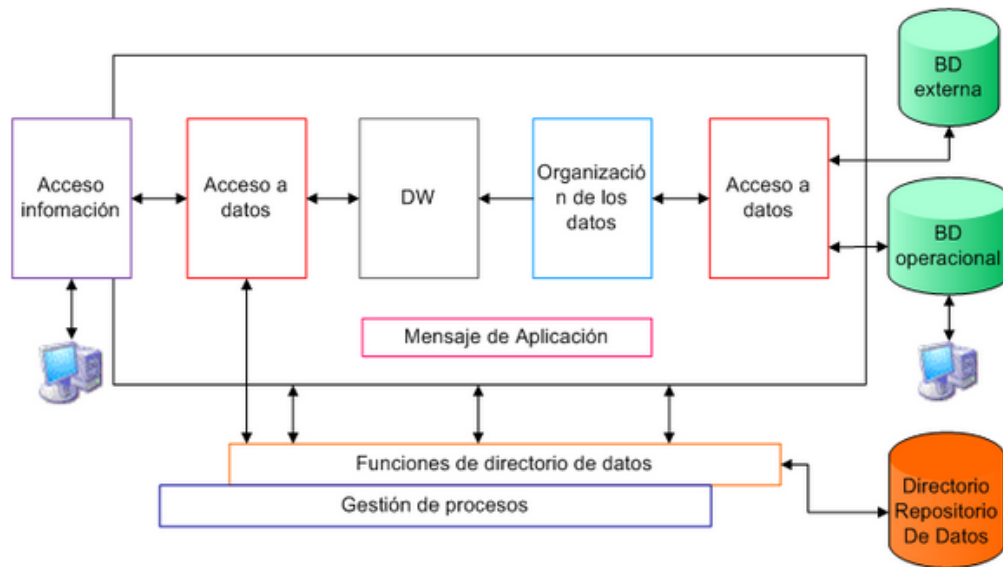 BD
externa
Acceso
infomación
Acceso a
datos
DW
Organizació
n de los
datos
Acceso a
datos
BD
operacional
Mensaje de Aplicación
Funciones de directorio de datos
Gestión de procesos
Directorio
Repositorio
De Datos